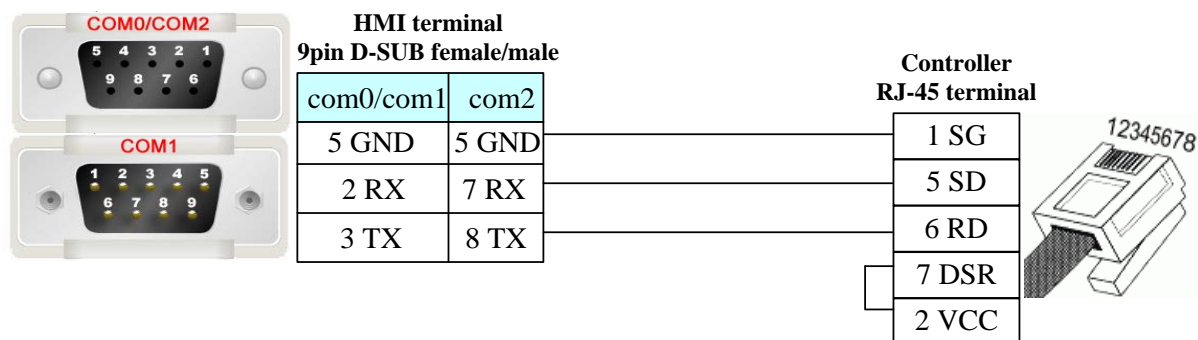 COM0/COM2
5 4 3 2 1
9 8 7 6
COM1
1 2 3 4 5
6 7 8 9
HMI terminal
9pin D-SUB female/male
com0/com1 com2
5 GND 5 GND
2 RX 7 RX
3 TX 8 TX
Controller
RJ-45 terminal
1 SG
5 SD
6 RD
7 DSR
2 VCC
12345678